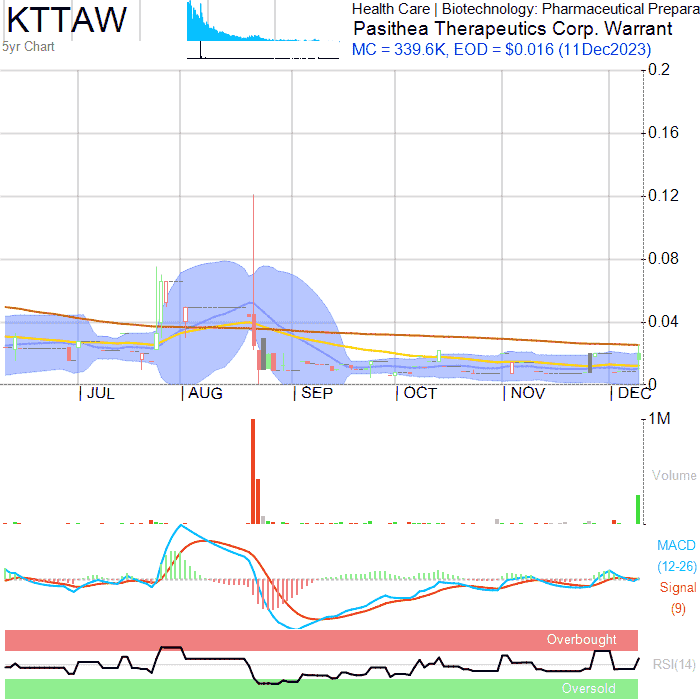 KTTAW
5yr Chart
Health Care | Biotechnology: Pharmaceutical Prepara
Pasithea Therapeutics Corp. Warrant
MC = 339.6K, EOD = $0.016 (11Dec2023)
0.2
0.16
0.12
0.08
0.04
0
JUL AUG SEP OCT NOV DEC
1M
Volume
MACD
(12-26)
Signal
(9)
Overbought
RSI(14)
Oversold